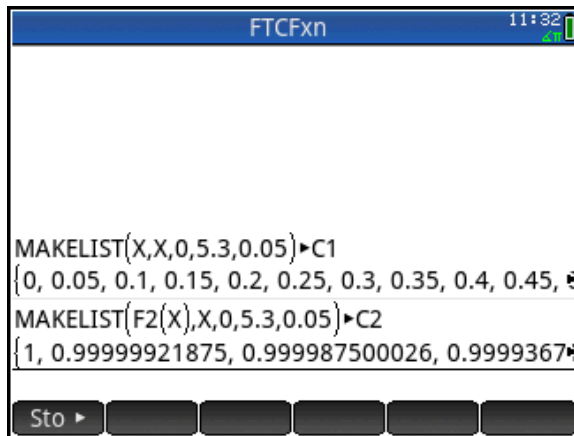 FTCFxn
11:32
∡π
MAKELIST(X,X,0,5.3,0.05)▶C1
{0, 0.05, 0.1, 0.15, 0.2, 0.25, 0.3, 0.35, 0.4, 0.45,
MAKELIST(F2(X),X,0,5.3,0.05)▶C2
{1, 0.99999921875, 0.999987500026, 0.9999367
Sto ▶